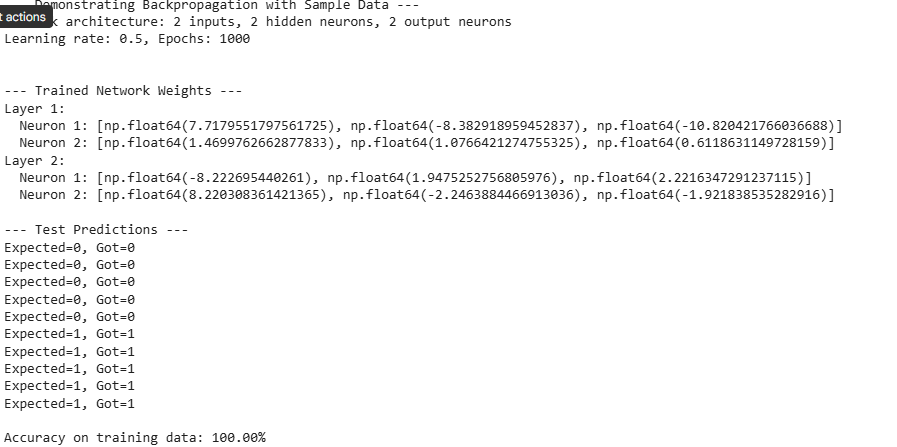 Demonstrating Backpropagation with Sample Data ---
t actions
k architecture: 2 inputs, 2 hidden neurons, 2 output neurons
Learning rate: 0.5, Epochs: 1000
--- Trained Network Weights ---
Layer 1:
Neuron 1: [np.float64(7.7179551797561725), np.float64(-8.382918959452837), np.float64(-10.820421766036688)]
Neuron 2: [np.float64(1.4699762662877833), np.float64(1.0766421274755325), np.float64(0.6118631149728159)]
Layer 2:
Neuron 1: [np.float64(-8.222695440261), np.float64(1.9475252756805976), np.float64(2.2216347291237115)]
Neuron 2: [np.float64(8.220308361421365), np.float64(-2.2463884466913036), np.float64(-1.921838535282916)]
--- Test Predictions ---
Expected=0, Got=0
Expected=0, Got=0
Expected=0, Got=0
Expected=0, Got=0
Expected=0, Got=0
Expected=1, Got=1
Expected=1, Got=1
Expected=1, Got=1
Expected=1, Got=1
Expected=1, Got=1
Accuracy on training data: 100.00%